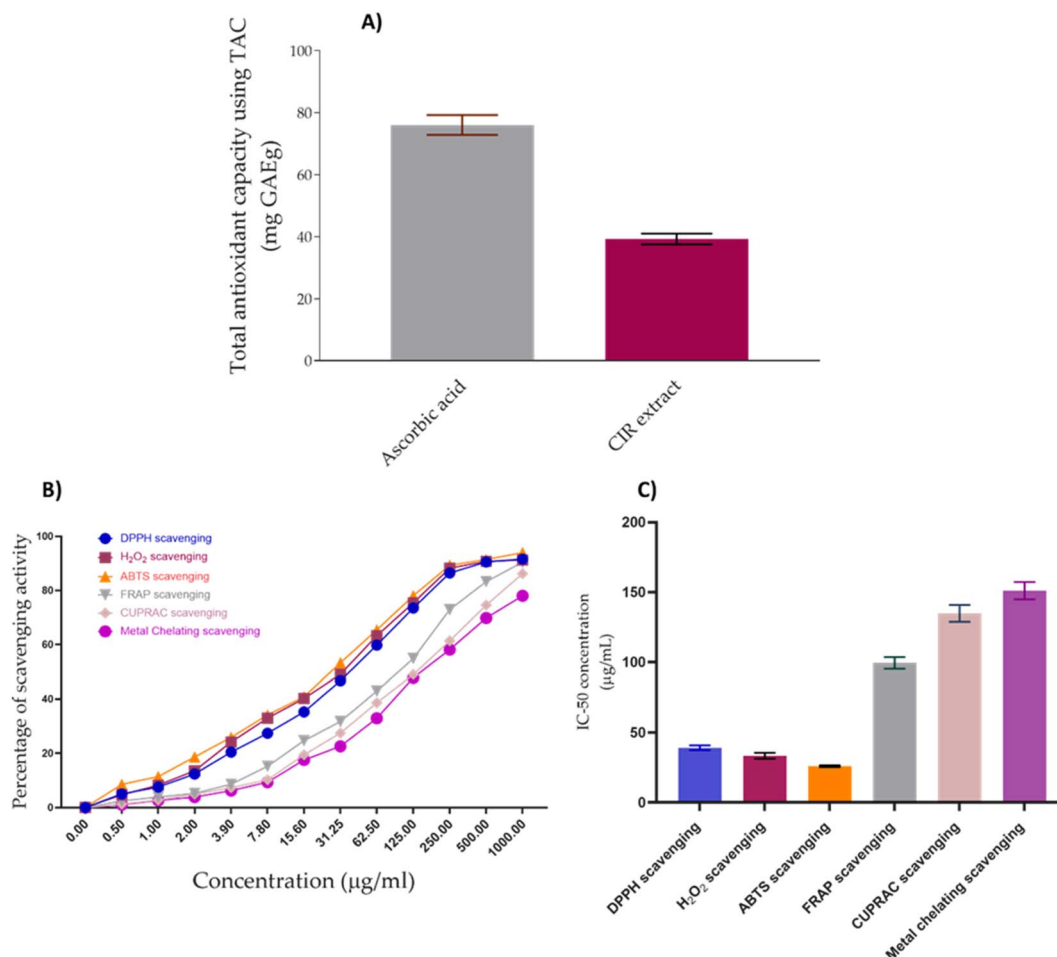 A)
Total antioxidant capacity using TAC
(mg GAEg)
100
80
60
40
20
0
Ascorbic acid
CIR extract
B)
Percentage of scavenging activity
100
80
60
40
20
0
DPPH scavenging
H₂O₂ scavenging
ABTS scavenging
FRAP scavenging
CUPRAC scavenging
Metal Chelating scavenging
0.00
0.50
1.00
2.00
3.90
7.80
15.60
31.25
62.50
125.00
250.00
500.00
1000.00
Concentration (µg/ml)
C)
IC-50 concentration
(µg/mL)
200
150
100
50
0
DPPH scavenging
H₂O₂ scavenging
ABTS scavenging
FRAP scavenging
CUPRAC scavenging
Metal chelating scavenging